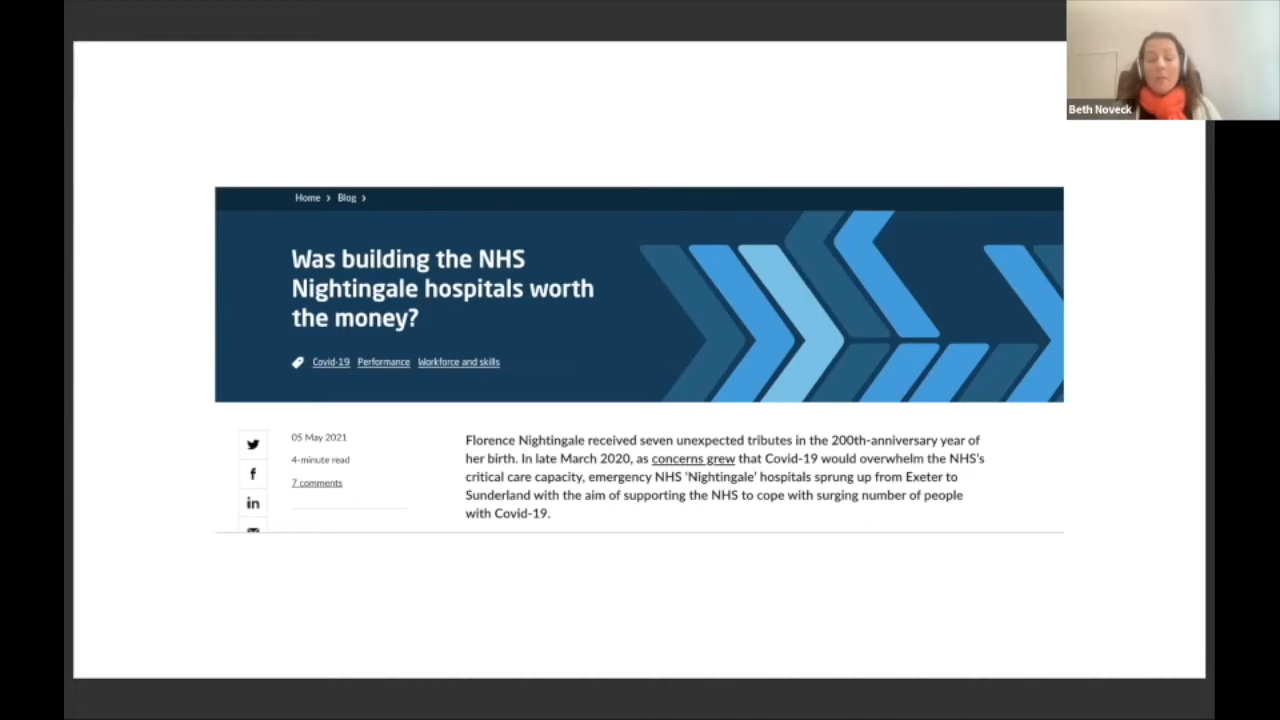 Beth Noveck
Home › Blog ›
Was building the NHS
Nightingale hospitals worth
the money?
Covid-19 Performance Workforce and skills
05 May 2021
4-minute read
7 comments
Florence Nightingale received seven unexpected tributes in the 200th-anniversary year of
her birth. In late March 2020, as concerns grew that Covid-19 would overwhelm the NHS's
critical care capacity, emergency NHS 'Nightingale' hospitals sprung up from Exeter to
Sunderland with the aim of supporting the NHS to cope with surging number of people
with Covid-19.